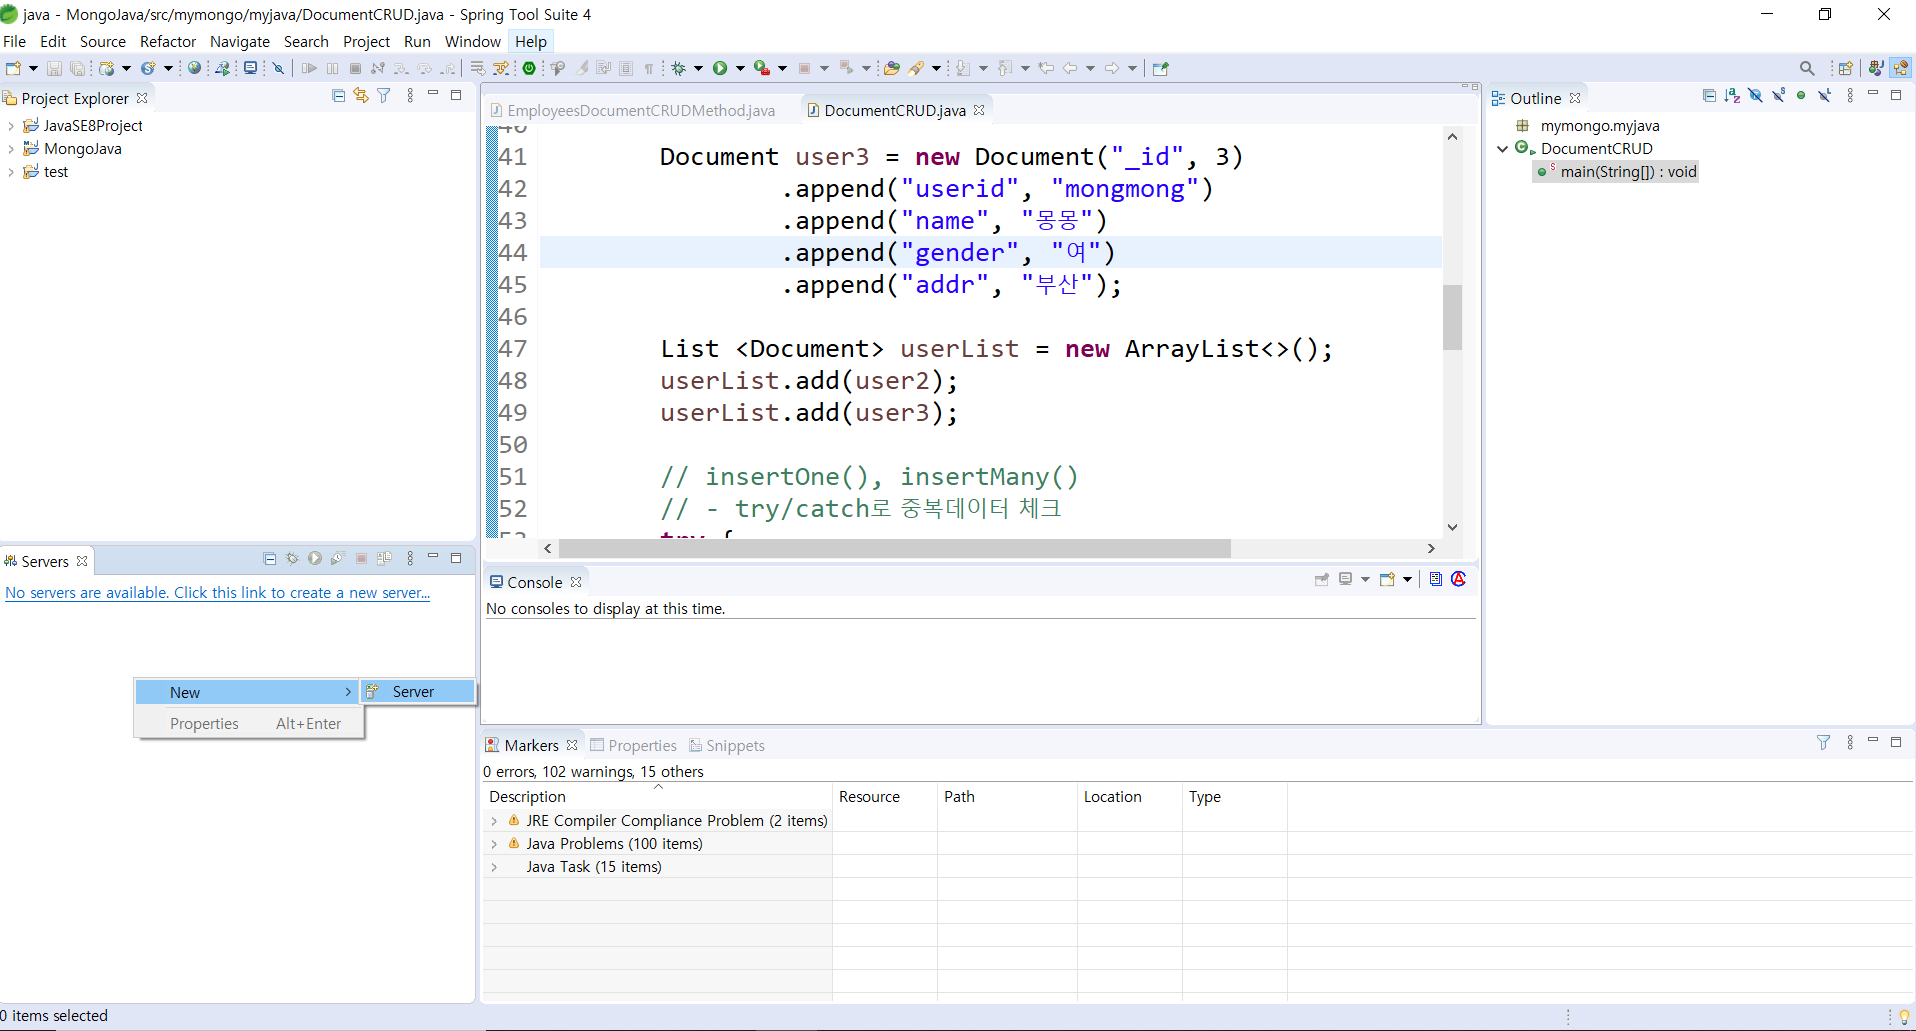 java - MongoJava/src/mymongo/myjava/DocumentCRUD.java - Spring Tool Suite 4
File Edit Source Refactor Navigate Search Project Run Window Help
Project Explorer
JavaSE8Project
MongoJava
test
EmployeesDocumentCRUDMethod.java DocumentCRUD.java
40
41 Document user3 = new Document("_id", 3)
42 .append("userid", "mongmong")
43 .append("name", "몽몽")
44 .append("gender", "여")
45 .append("addr", "부산");
46
47 List <Document> userList = new ArrayList<>();
48 userList.add(user2);
49 userList.add(user3);
50
51 // insertOne(), insertMany()
52 // - try/catch로 중복데이터 체크
53 try {
Outline
mymongo.myjava
DocumentCRUD
main(String[]) : void
Servers
No servers are available. Click this link to create a new server...
New Server
Properties Alt+Enter
Console
No consoles to display at this time.
Markers Properties Snippets
0 errors, 102 warnings, 15 others
Description Resource Path Location Type
JRE Compiler Compliance Problem (2 items)
Java Problems (100 items)
Java Task (15 items)
0 items selected